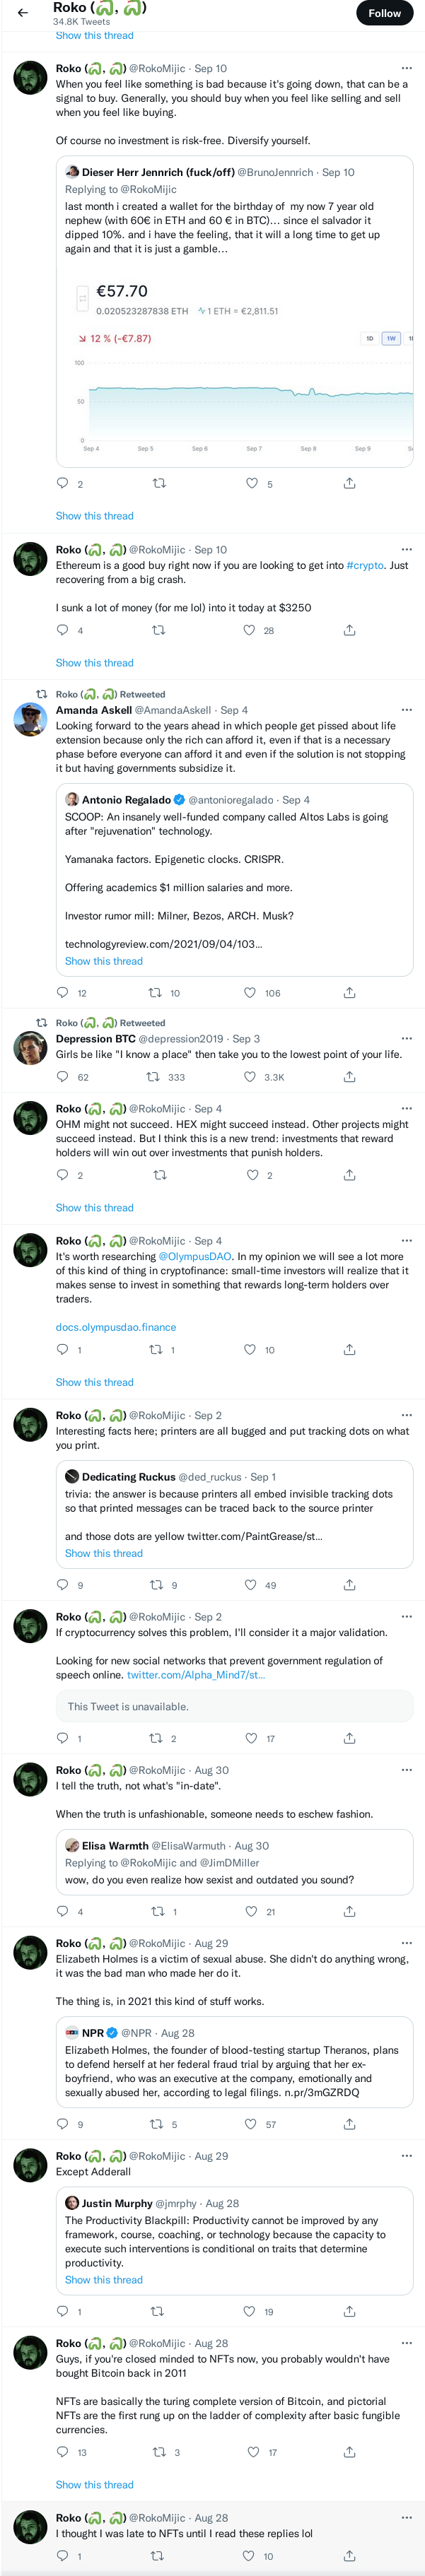 Roko (🐍, 🐍)
34.8K Tweets
Follow
Show this thread
Roko (🐍, 🐍) @RokoMijic · Sep 10
When you feel like something is bad because it's going down, that can be a
signal to buy. Generally, you should buy when you feel like selling and sell
when you feel like buying.
Of course no investment is risk-free. Diversify yourself.
Dieser Herr Jennrich (fuck/off) @BrunoJennrich · Sep 10
Replying to @RokoMijic
last month i created a wallet for the birthday of my now 7 year old
nephew (with 60€ in ETH and 60 € in BTC)... since el salvador it
dipped 10%. and i have the feeling, that it will a long time to get up
again and that it is just a gamble...
€57.70
0.020523287838 ETH 1 ETH = €2,811.51
12 % (-€7.87)
1D 1W
100
50
0
Sep 4 Sep 5 Sep 6 Sep 7 Sep 8 Sep 9
2 5
Show this thread
Roko (🐍, 🐍) @RokoMijic · Sep 10
Ethereum is a good buy right now if you are looking to get into #crypto. Just
recovering from a big crash.
I sunk a lot of money (for me lol) into it today at $3250
4 28
Show this thread
Roko (🐍, 🐍) Retweeted
Amanda Askell @AmandaAskell · Sep 4
Looking forward to the years ahead in which people get pissed about life
extension because only the rich can afford it, even if that is a necessary
phase before everyone can afford it and even if the solution is not stopping
it but having governments subsidize it.
Antonio Regalado @antonioregalado · Sep 4
SCOOP: An insanely well-funded company called Altos Labs is going
after "rejuvenation" technology.
Yamanaka factors. Epigenetic clocks. CRISPR.
Offering academics $1 million salaries and more.
Investor rumor mill: Milner, Bezos, ARCH. Musk?
technologyreview.com/2021/09/04/103...
Show this thread
12 10 106
Roko (🐍, 🐍) Retweeted
Depression BTC @depression2019 · Sep 3
Girls be like "I know a place" then take you to the lowest point of your life.
62 333 3.3K
Roko (🐍, 🐍) @RokoMijic · Sep 4
OHM might not succeed. HEX might succeed instead. Other projects might
succeed instead. But I think this is a new trend: investments that reward
holders will win out over investments that punish holders.
2 2
Show this thread
Roko (🐍, 🐍) @RokoMijic · Sep 4
It's worth researching @OlympusDAO. In my opinion we will see a lot more
of this kind of thing in cryptofinance: small-time investors will realize that it
makes sense to invest in something that rewards long-term holders over
traders.
docs.olympusdao.finance
1 1 10
Show this thread
Roko (🐍, 🐍) @RokoMijic · Sep 2
Interesting facts here; printers are all bugged and put tracking dots on what
you print.
Dedicating Ruckus @ded_ruckus · Sep 1
trivia: the answer is because printers all embed invisible tracking dots
so that printed messages can be traced back to the source printer
and those dots are yellow twitter.com/PaintGrease/st...
Show this thread
9 9 49
Roko (🐍, 🐍) @RokoMijic · Sep 2
If cryptocurrency solves this problem, I'll consider it a major validation.
Looking for new social networks that prevent government regulation of
speech online. twitter.com/Alpha_Mind7/st...
This Tweet is unavailable.
1 2 17
Roko (🐍, 🐍) @RokoMijic · Aug 30
I tell the truth, not what's "in-date".
When the truth is unfashionable, someone needs to eschew fashion.
Elisa Warmth @ElisaWarmuth · Aug 30
Replying to @RokoMijic and @JimDMiller
wow, do you even realize how sexist and outdated you sound?
4 1 21
Roko (🐍, 🐍) @RokoMijic · Aug 29
Elizabeth Holmes is a victim of sexual abuse. She didn't do anything wrong,
it was the bad man who made her do it.
The thing is, in 2021 this kind of stuff works.
NPR @NPR · Aug 28
Elizabeth Holmes, the founder of blood-testing startup Theranos, plans
to defend herself at her federal fraud trial by arguing that her ex-
boyfriend, who was an executive at the company, emotionally and
sexually abused her, according to legal filings. n.pr/3mGZRDQ
9 5 57
Roko (🐍, 🐍) @RokoMijic · Aug 29
Except Adderall
Justin Murphy @jmrphy · Aug 28
The Productivity Blackpill: Productivity cannot be improved by any
framework, course, coaching, or technology because the capacity to
execute such interventions is conditional on traits that determine
productivity.
Show this thread
1 19
Roko (🐍, 🐍) @RokoMijic · Aug 28
Guys, if you're closed minded to NFTs now, you probably wouldn't have
bought Bitcoin back in 2011
NFTs are basically the turing complete version of Bitcoin, and pictorial
NFTs are the first rung up on the ladder of complexity after basic fungible
currencies.
13 3 17
Show this thread
Roko (🐍, 🐍) @RokoMijic · Aug 28
I thought I was late to NFTs until I read these replies lol
1 10